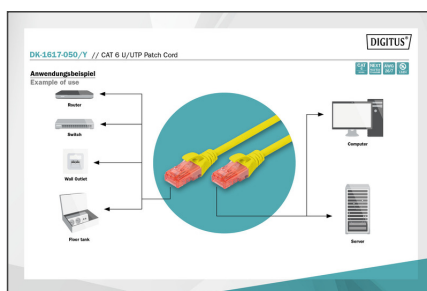 DIGITUS®
DK-1617-050/Y // CAT 6 U/UTP Patch Cord
Anwendungsbeispiel
Example of use
Router
Switch
Wall Outlet
Floor tank
Computer
Server